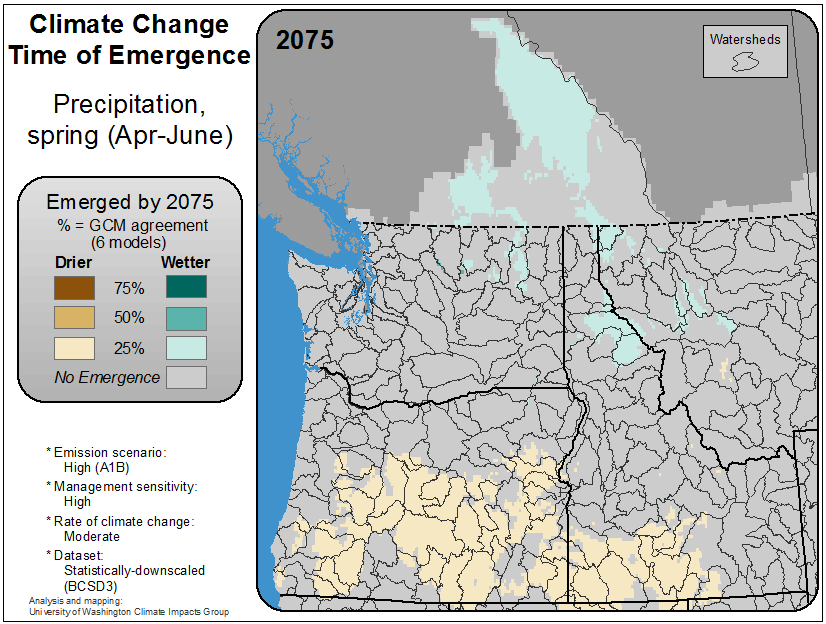 Climate Change
Time of Emergence
Precipitation,
spring (Apr-June)
Emerged by 2075
% = GCM agreement
(6 models)
Drier Wetter
75%
50%
25%
No Emergence
* Emission scenario:
High (A1B)
* Management sensitivity:
High
* Rate of climate change:
Moderate
* Dataset:
Statistically-downscaled
(BCSD3)
Analysis and mapping:
University of Washington Climate Impacts Group
2075
Watersheds